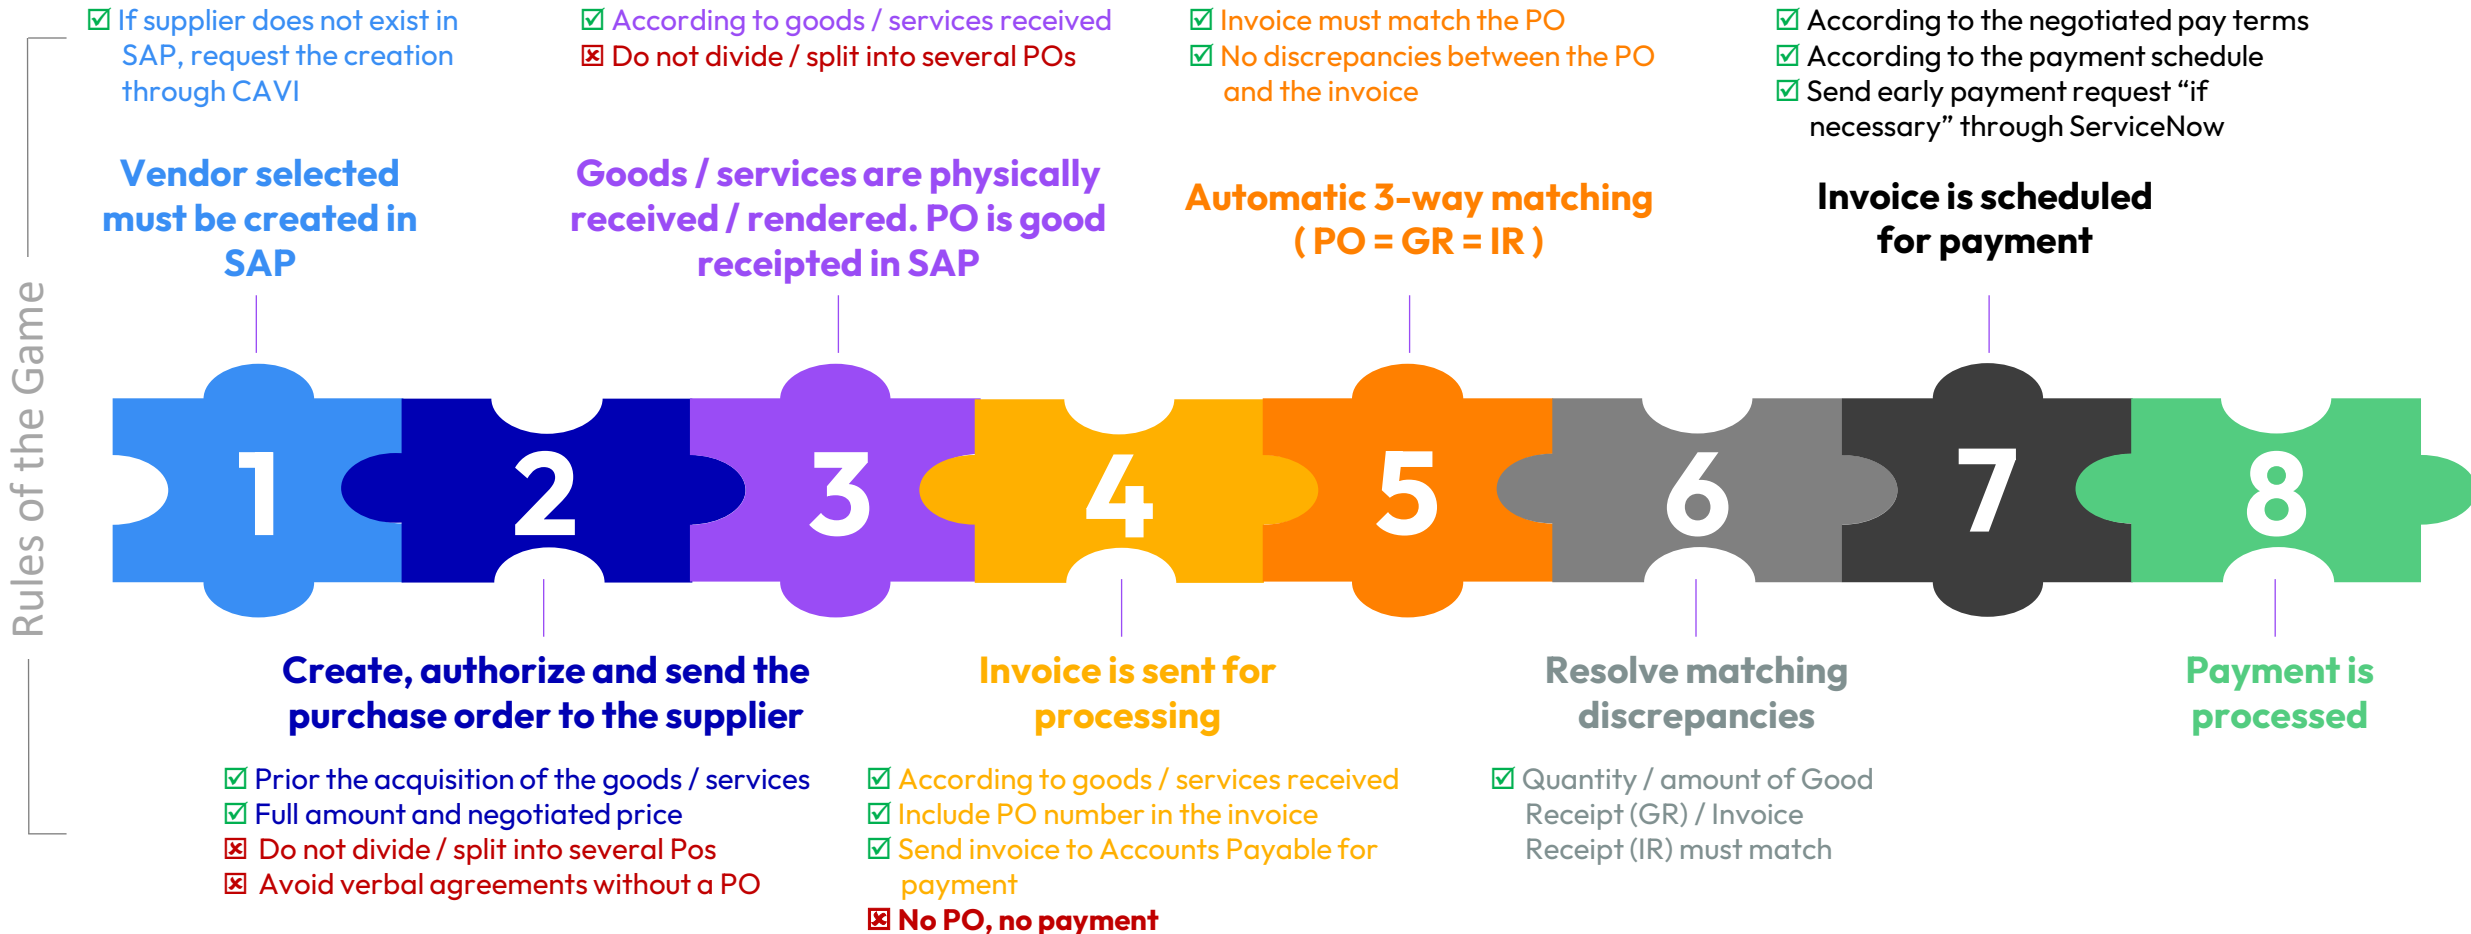 Rules of the Game
☑ If supplier does not exist in
SAP, request the creation
through CAVI
Vendor selected
must be created in
SAP
☑ According to goods / services received
☒ Do not divide / split into several POs
Goods / services are physically
received / rendered. PO is good
receipted in SAP
☑ Invoice must match the PO
☑ No discrepancies between the PO
and the invoice
Automatic 3-way matching
( PO = GR = IR )
☑ According to the negotiated pay terms
☑ According to the payment schedule
☑ Send early payment request “if
necessary” through ServiceNow
Invoice is scheduled
for payment
1
2
3
4
5
6
7
8
Create, authorize and send the
purchase order to the supplier
☑ Prior the acquisition of the goods / services
☑ Full amount and negotiated price
☒ Do not divide / split into several Pos
☒ Avoid verbal agreements without a PO
Invoice is sent for
processing
☑ According to goods / services received
☑ Include PO number in the invoice
☑ Send invoice to Accounts Payable for
payment
☒ No PO, no payment
Resolve matching
discrepancies
☑ Quantity / amount of Good
Receipt (GR) / Invoice
Receipt (IR) must match
Payment is
processed